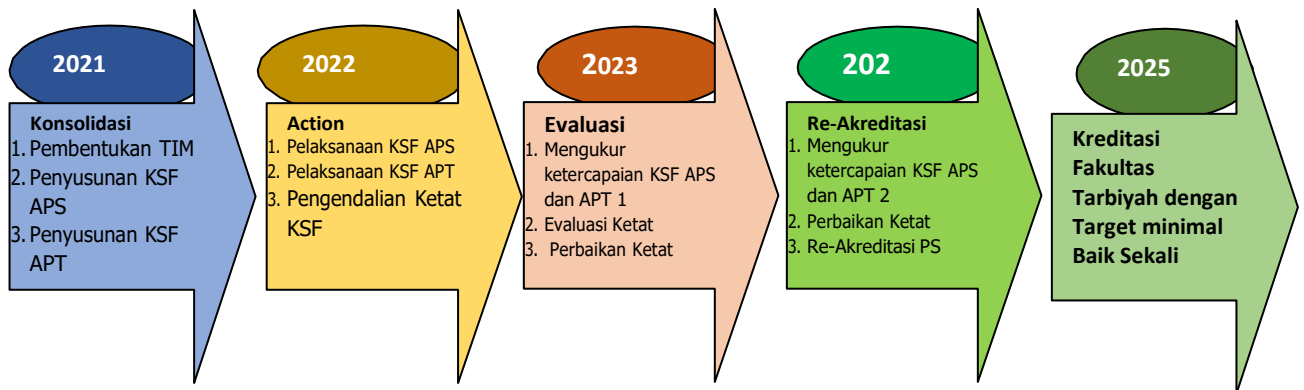 2021
Konsolidasi
1. Pembentukan TIM
2. Penyusunan KSF
APS
3. Penyusunan KSF
APT
2022
Action
1. Pelaksanaan KSF APS
2. Pelaksanaan KSF APT
3. Pengendalian Ketat
KSF
2023
Evaluasi
1. Mengukur
ketercapaian KSF APS
dan APT 1
2. Evaluasi Ketat
3. Perbaikan Ketat
202
Re-Akreditasi
1. Mengukur
ketercapaian KSF APS
dan APT 2
2. Perbaikan Ketat
3. Re-Akreditasi PS
2025
Kreditasi
Fakultas
Tarbiyah dengan
Target minimal
Baik Sekali